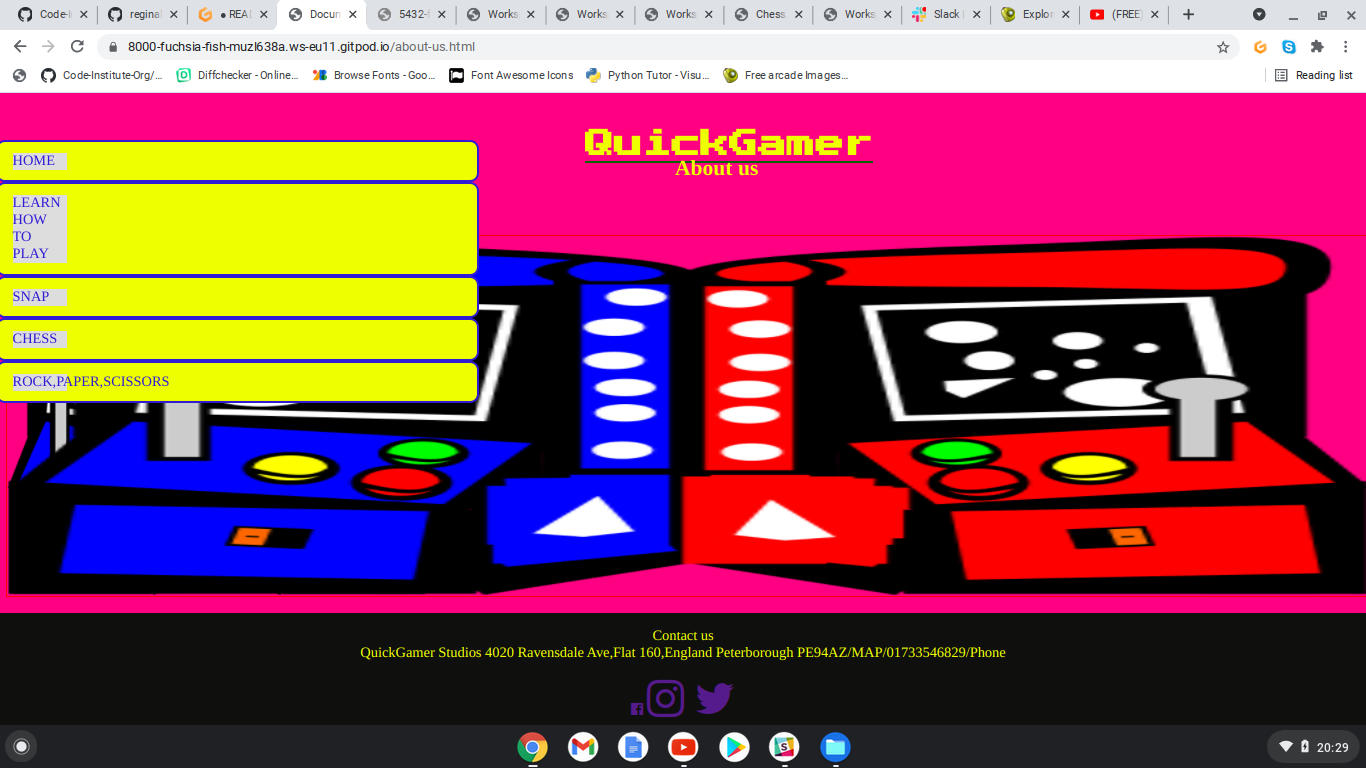 Code-I
regina
● REA
Docum
5432-f
Works
Works
Works
Chess
Works
Slack
Explor
(FREE)
8000-fuchsia-fish-muzl638a.ws-eu11.gitpod.io/about-us.html
Code-Institute-Org/...
Diffchecker - Online...
Browse Fonts - Goo...
Font Awesome Icons
Python Tutor - Visu...
Free arcade Images...
Reading list
QuickGamer
About us
HOME
LEARN
HOW
TO
PLAY
SNAP
CHESS
ROCK,PAPER,SCISSORS
Contact us
QuickGamer Studios 4020 Ravensdale Ave,Flat 160,England Peterborough PE94AZ/MAP/01733546829/Phone
20:29